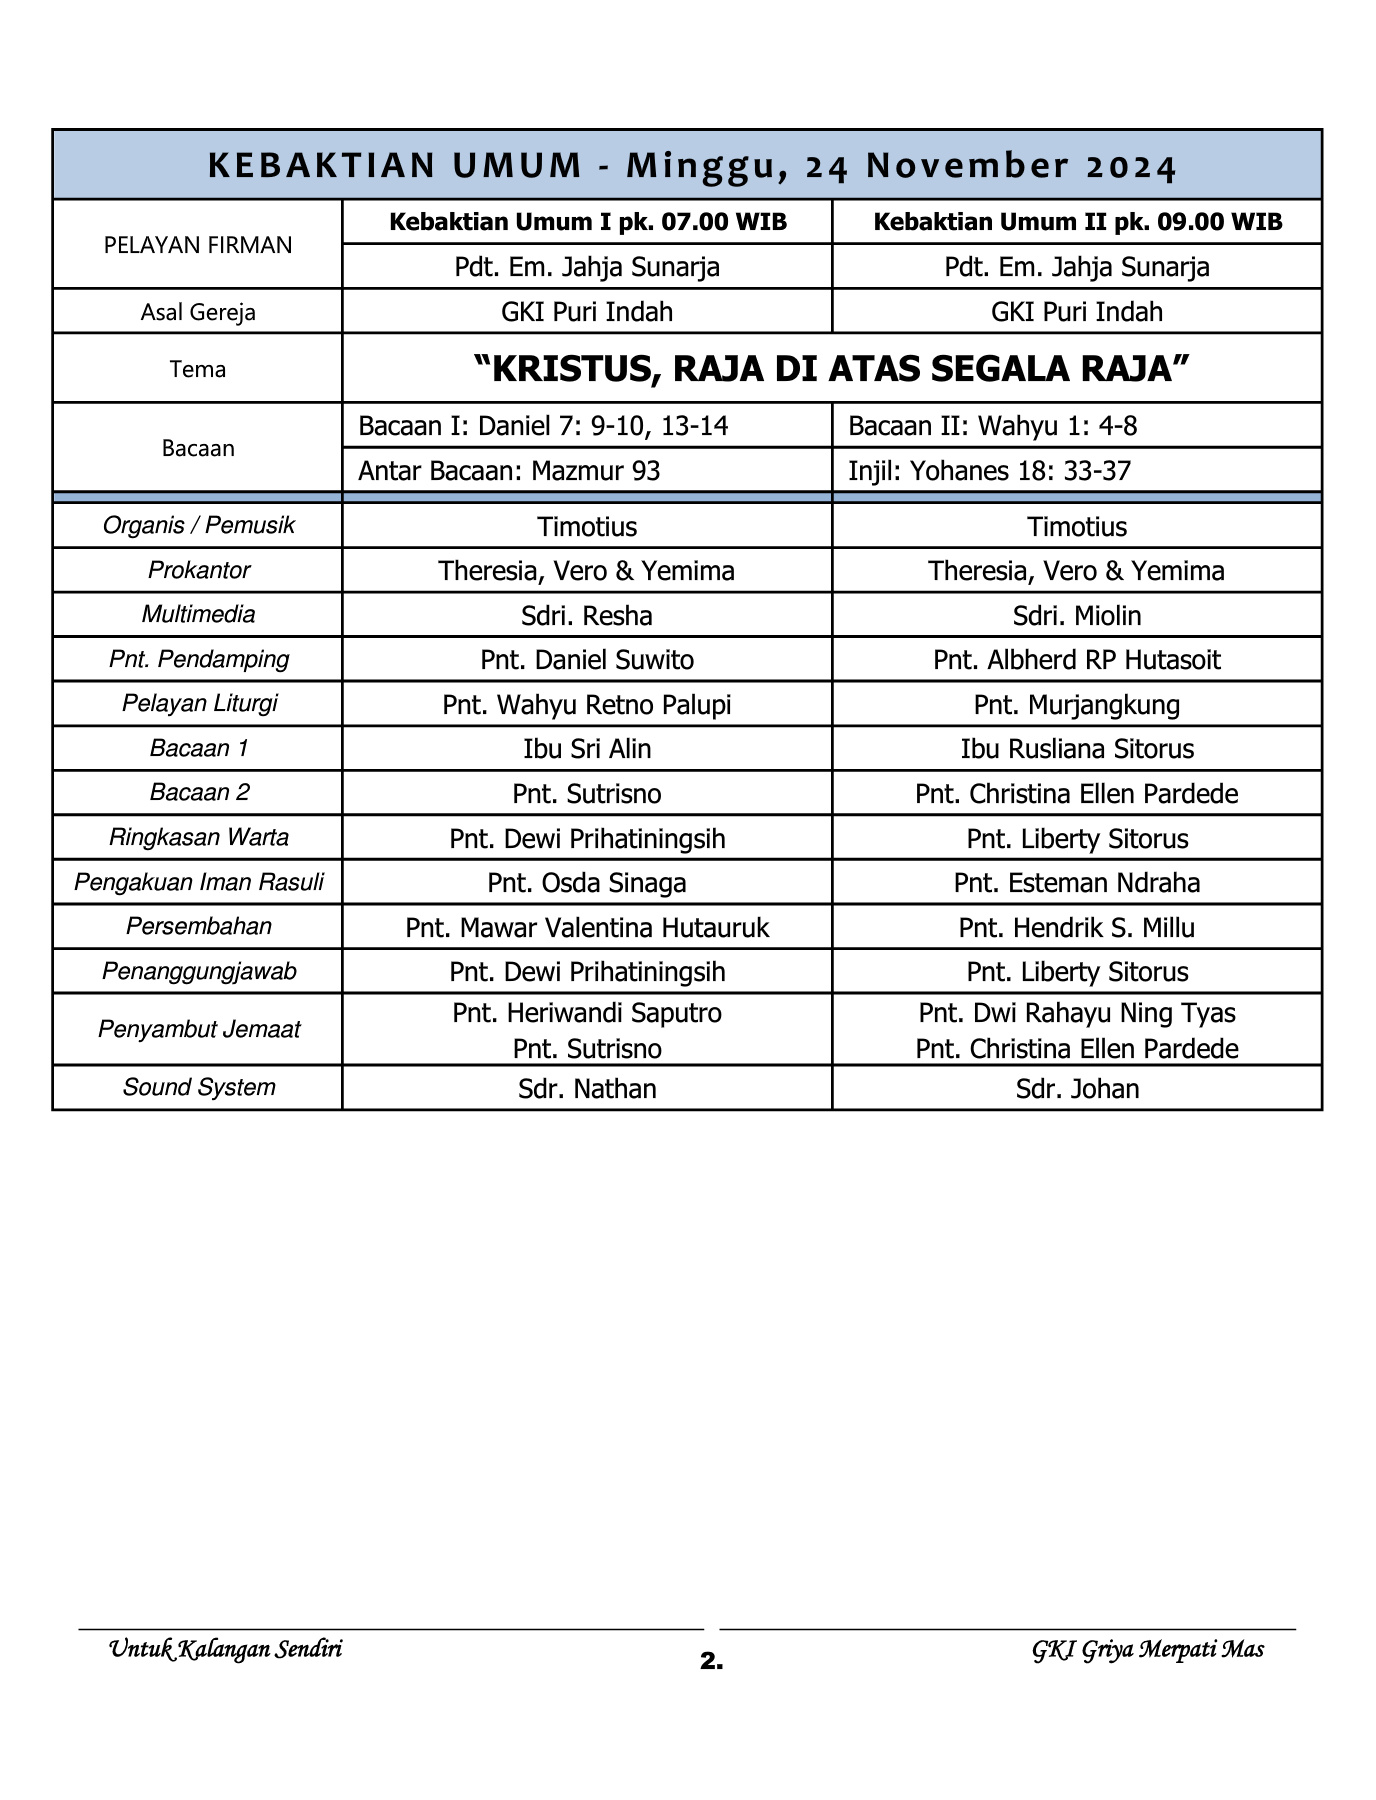 KEBAKTIAN UMUM - Minggu, 24 November 2024
PELAYAN FIRMAN
Kebaktian Umum I pk. 07.00 WIB
Kebaktian Umum II pk. 09.00 WIB
Pdt. Em. Jahja Sunarja
Pdt. Em. Jahja Sunarja
Asal Gereja
GKI Puri Indah
GKI Puri Indah
Tema
“KRISTUS, RAJA DI ATAS SEGALA RAJA”
Bacaan
Bacaan I: Daniel 7: 9-10, 13-14
Bacaan II: Wahyu 1: 4-8
Antar Bacaan: Mazmur 93
Injil: Yohanes 18: 33-37
Organis / Pemusik
Timotius
Timotius
Prokantor
Theresia, Vero & Yemima
Theresia, Vero & Yemima
Multimedia
Sdri. Resha
Sdri. Miolin
Pnt. Pendamping
Pnt. Daniel Suwito
Pnt. Albherd RP Hutasoit
Pelayan Liturgi
Pnt. Wahyu Retno Palupi
Pnt. Murjangkung
Bacaan 1
Ibu Sri Alin
Ibu Rusliana Sitorus
Bacaan 2
Pnt. Sutrisno
Pnt. Christina Ellen Pardede
Ringkasan Warta
Pnt. Dewi Prihatiningsih
Pnt. Liberty Sitorus
Pengakuan Iman Rasuli
Pnt. Osda Sinaga
Pnt. Esteman Ndraha
Persembahan
Pnt. Mawar Valentina Hutauruk
Pnt. Hendrik S. Millu
Penanggungjawab
Pnt. Dewi Prihatiningsih
Pnt. Liberty Sitorus
Penyambut Jemaat
Pnt. Heriwandi Saputro
Pnt. Sutrisno
Pnt. Dwi Rahayu Ning Tyas
Pnt. Christina Ellen Pardede
Sound System
Sdr. Nathan
Sdr. Johan
Untuk Kalangan Sendiri
2.
GKI Griya Merpati Mas